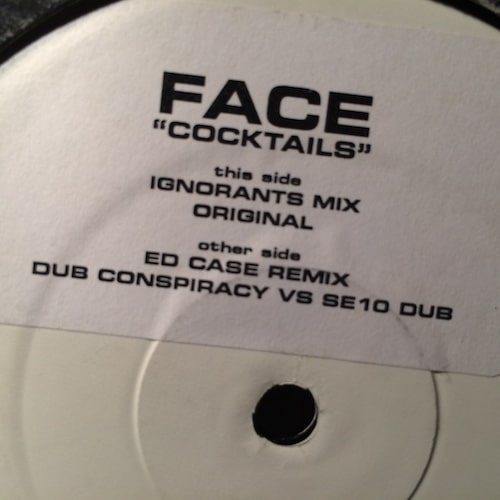 FACE
"COCKTAILS"
this side
IGNORANTS MIX
ORIGINAL
other side
ED CASE REMIX
DUB CONSPIRACY VS SE10 DUB